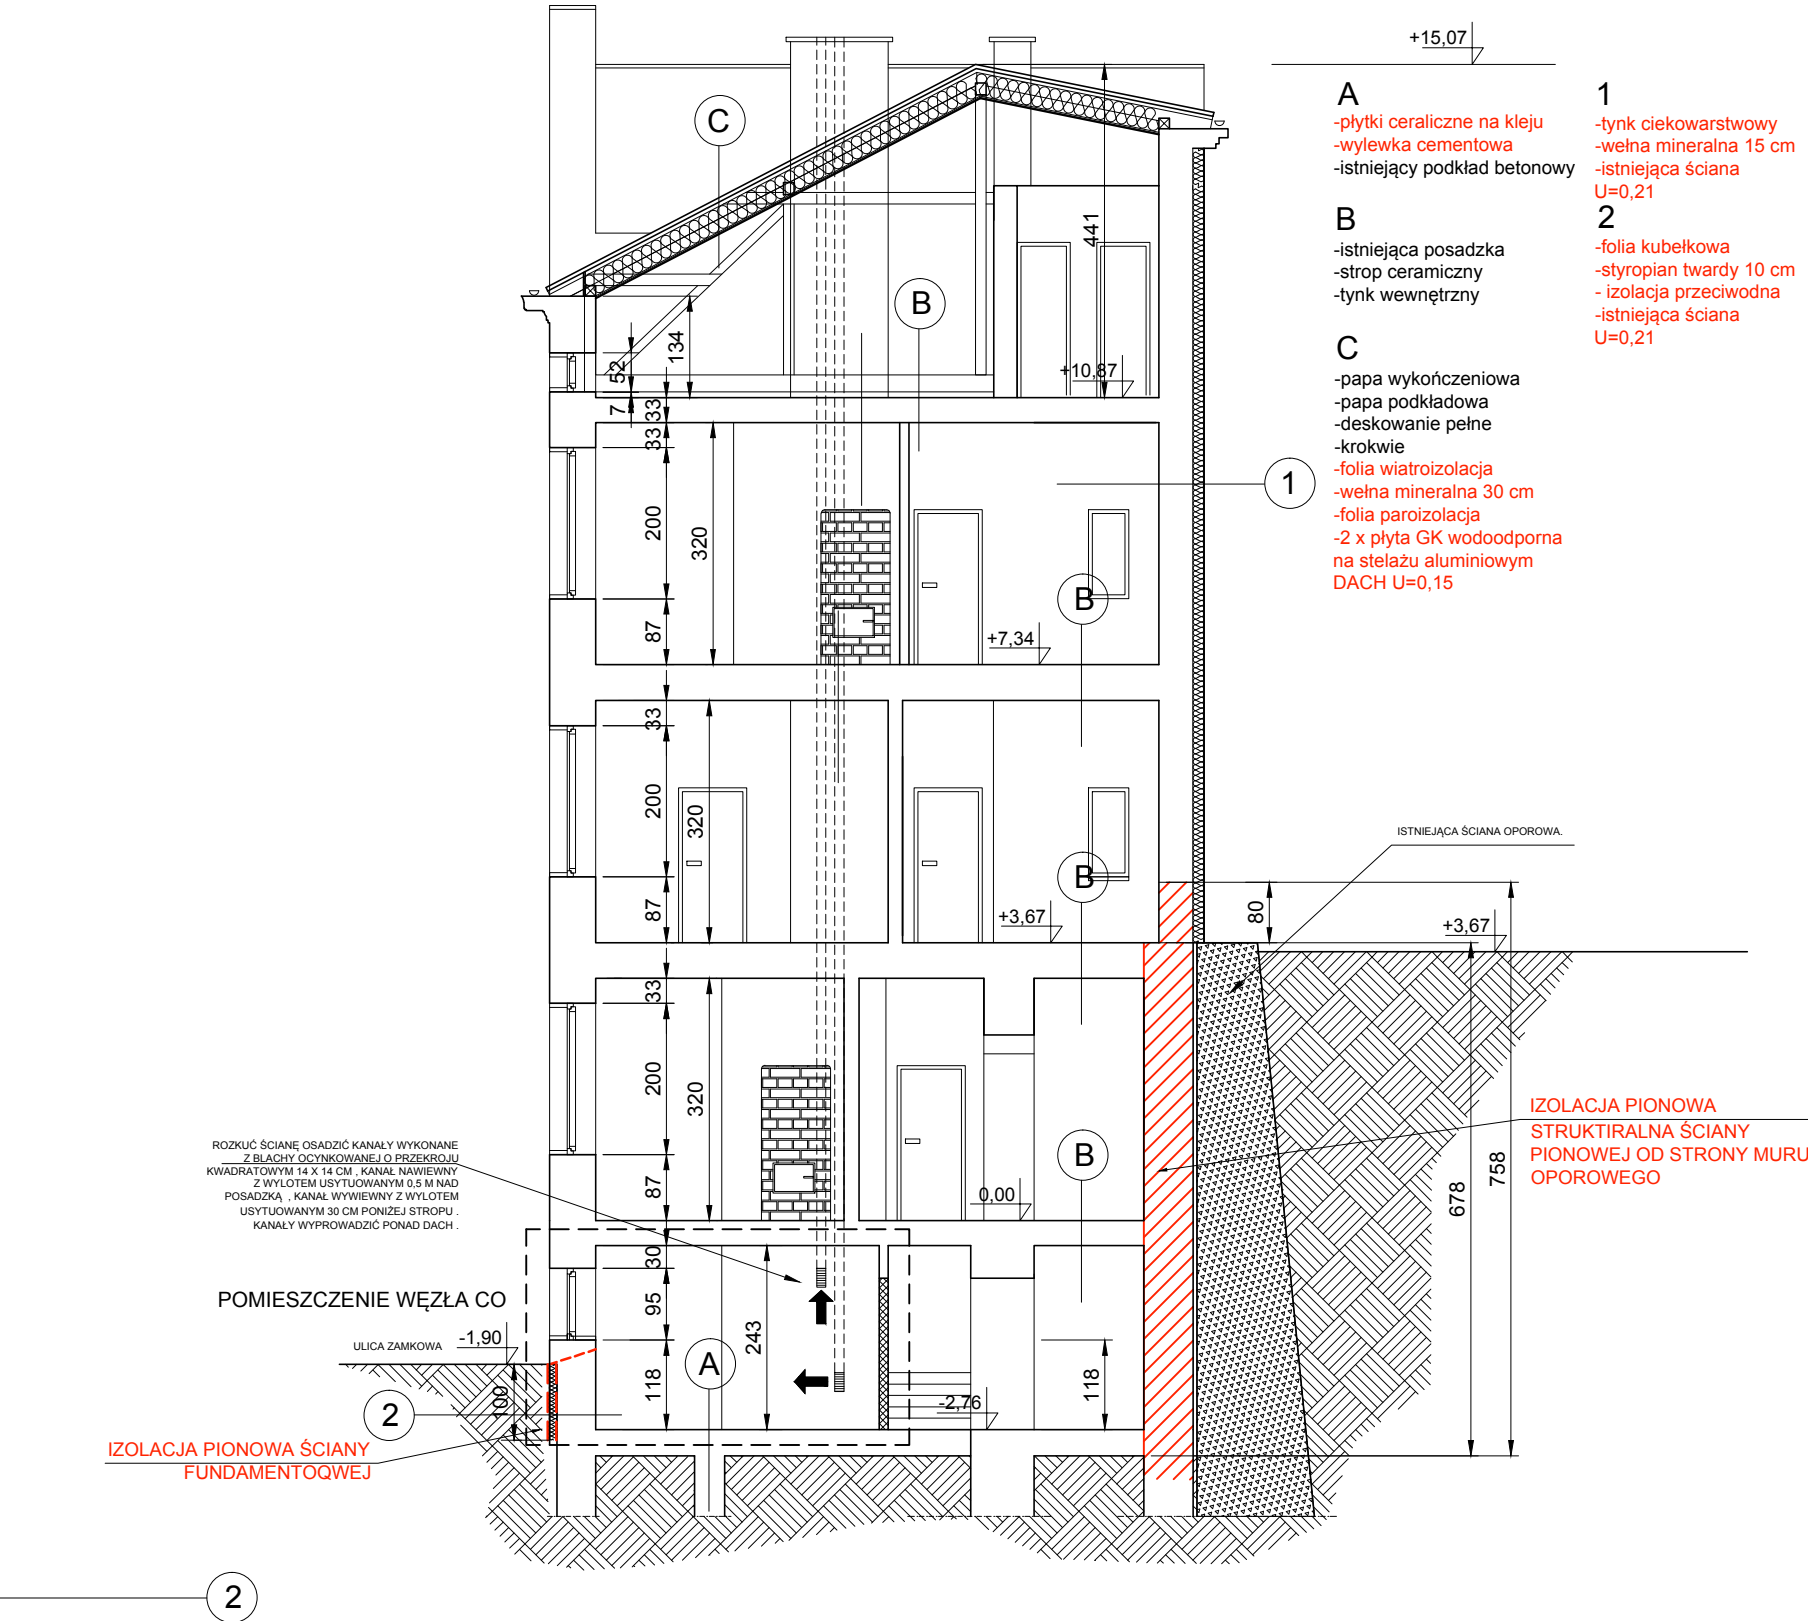 +15,07
A
-płytki ceraliczne na kleju
-wylewka cementowa
-istniejący podkład betonowy
1
-tynk ciekowarstwowy
-wełna mineralna 15 cm
-istniejąca ściana
U=0,21
B
-istniejąca posadzka
-strop ceramiczny
-tynk wewnętrzny
2
-folia kubełkowa
-styropian twardy 10 cm
- izolacja przeciwodna
-istniejąca ściana
U=0,21
C
-papa wykończeniowa
-papa podkładowa
-deskowanie pełne
-krokwie
-folia wiatroizolacja
-wełna mineralna 30 cm
-folia paroizolacja
-2 x płyta GK wodoodporna
na stelażu aluminiowym
DACH U=0,15
C
B
441
134
52
7
33
+10,87
33
200
320
87
1
B
+7,34
33
200
320
87
B
+3,67
ISTNIEJĄCA ŚCIANA OPOROWA.
80
+3,67
33
200
320
87
B
0,00
IZOLACJA PIONOWA
STRUKTIRALNA ŚCIANY
PIONOWEJ OD STRONY MURU
OPOROWEGO
678
758
ROZKUĆ ŚCIANĘ OSADZIĆ KANAŁY WYKONANE
Z BLACHY OCYNKOWANEJ O PRZEKROJU
KWADRATOWYM 14 X 14 CM , KANAŁ NAWIEWNY
Z WYLOTEM USYTUOWANYM 0,5 M NAD
POSADZKĄ , KANAŁ WYWIEWNY Z WYLOTEM
USYTUOWANYM 30 CM PONIŻEJ STROPU .
KANAŁY WYPROWADZIĆ PONAD DACH .
POMIESZCZENIE WĘZŁA CO
ULICA ZAMKOWA
-1,90
30
95
243
118
A
118
-2,76
100
2
IZOLACJA PIONOWA ŚCIANY
FUNDAMENTOQWEJ
2